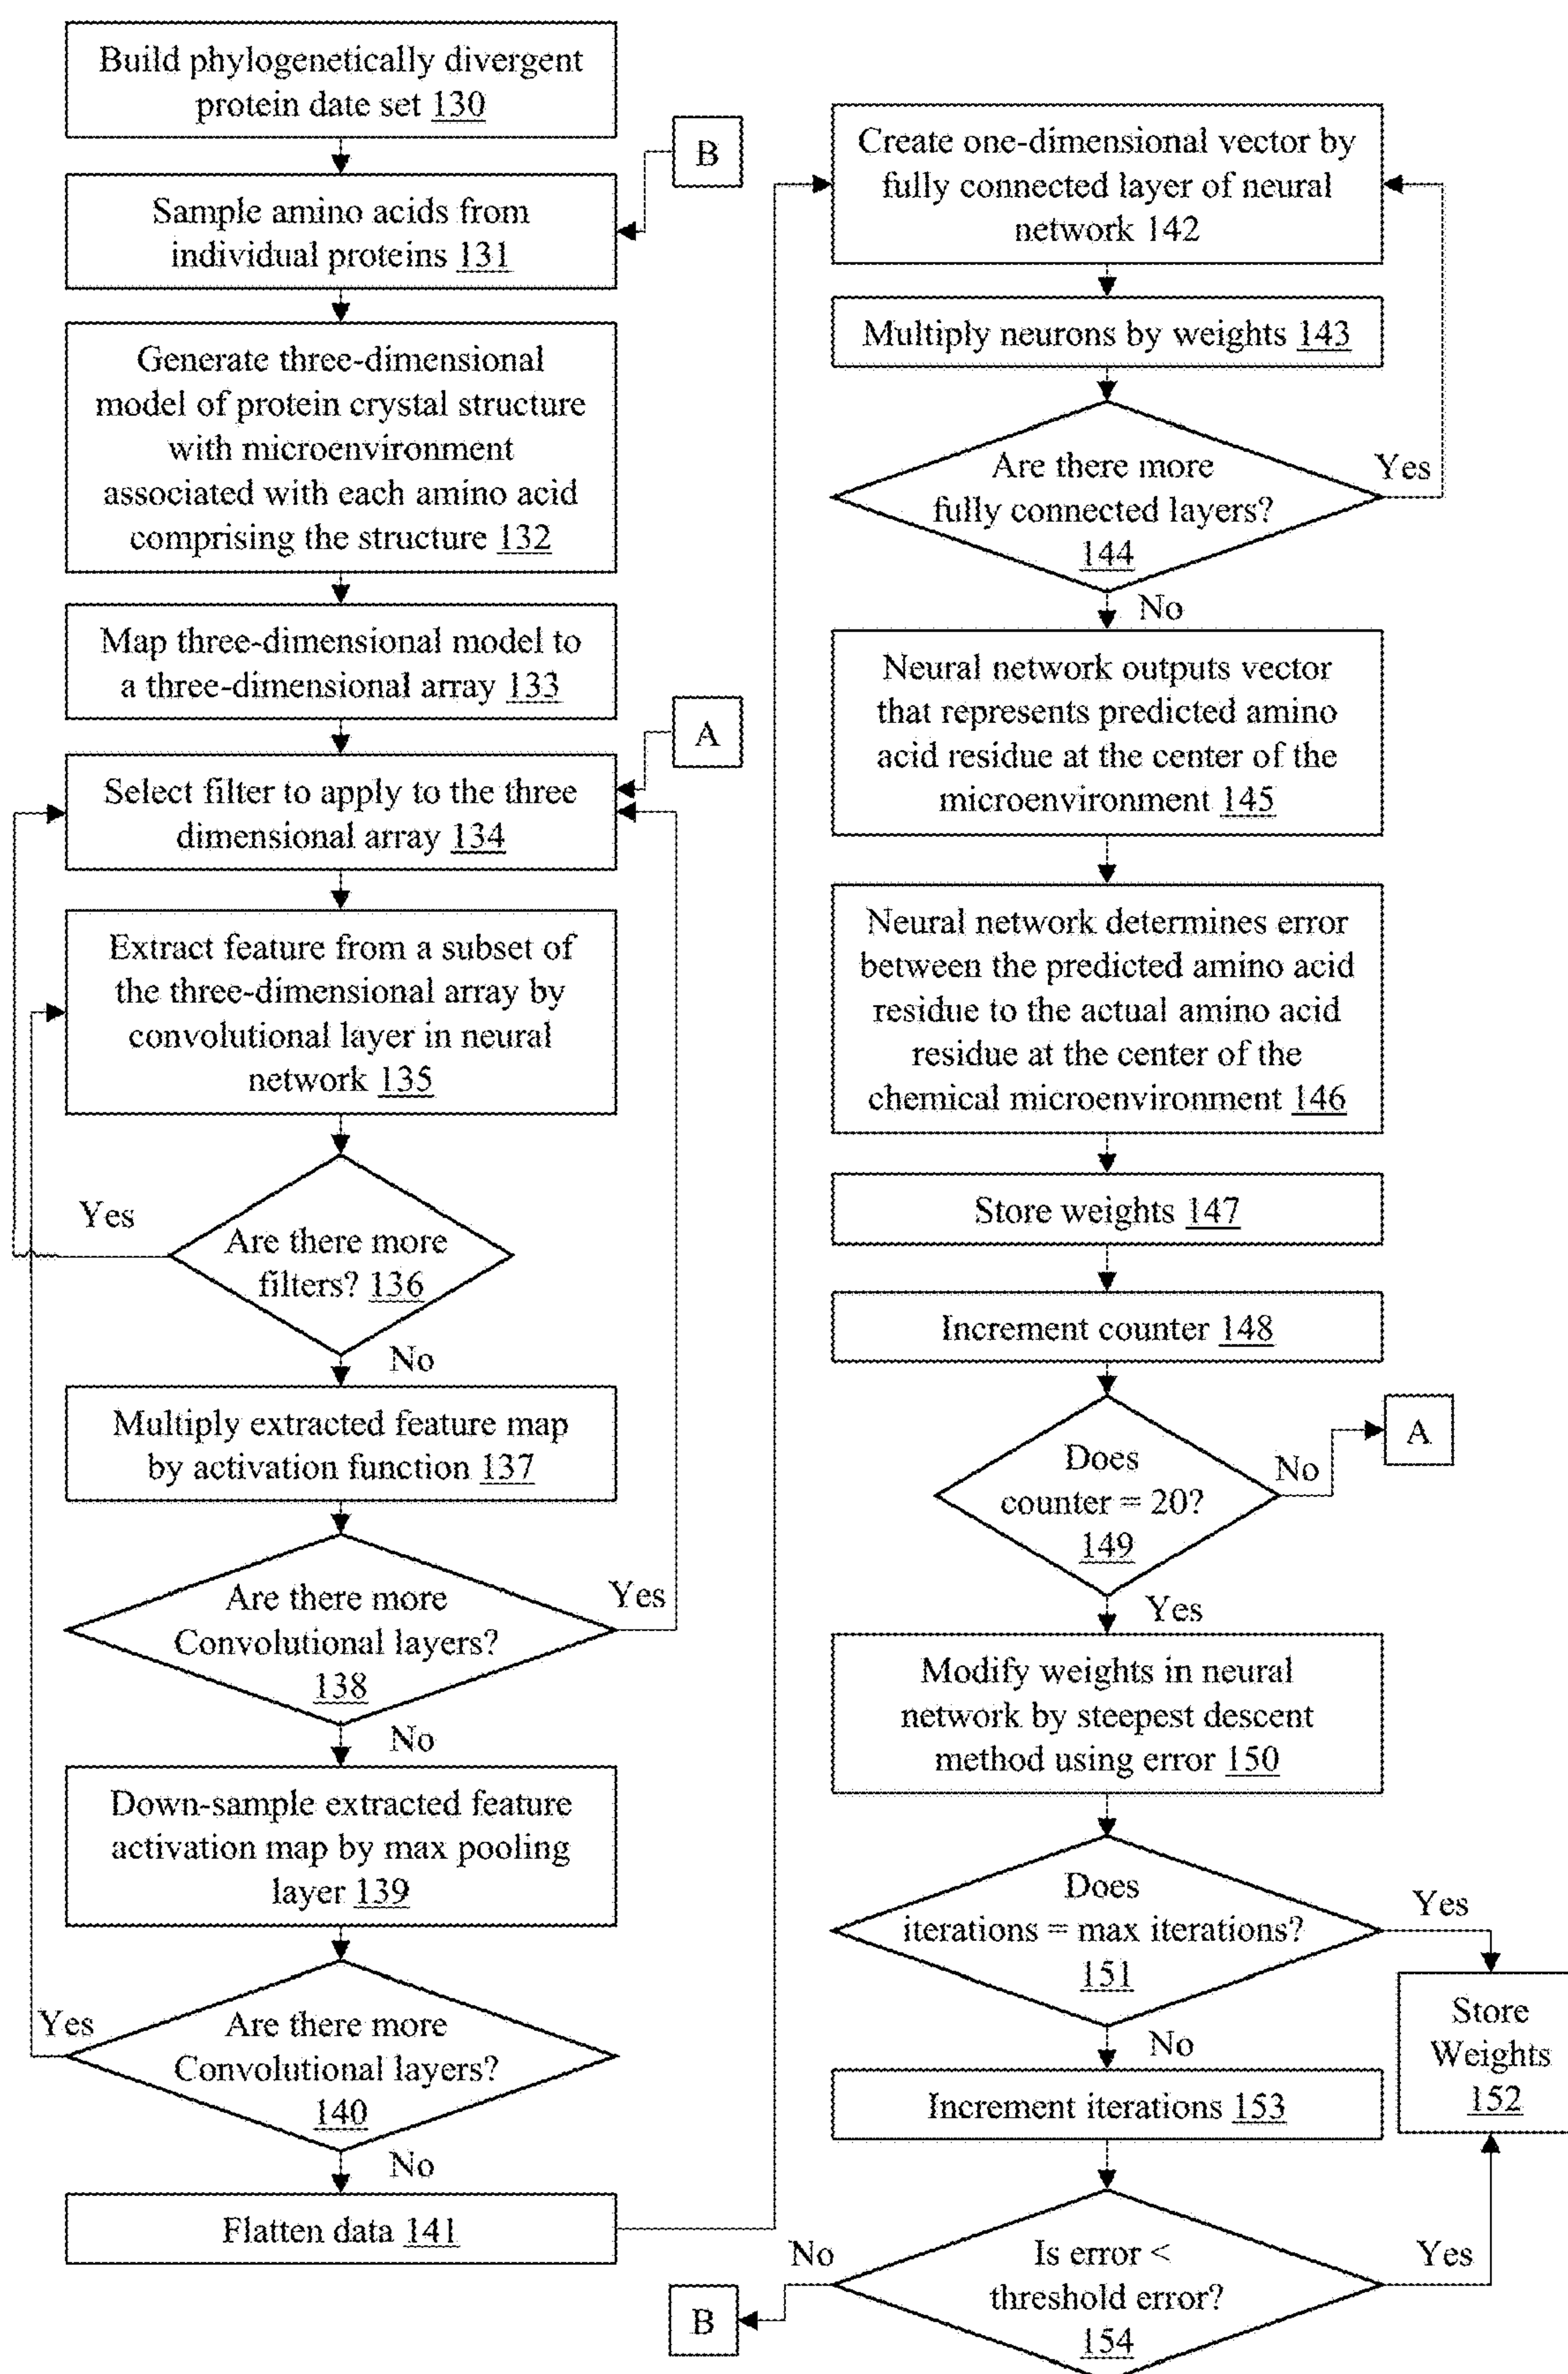 Build phylogenetically divergent
protein date set 130
B
Sample amino acids from
individual proteins 131
Generate three-dimensional
model of protein crystal structure
with microenvironment
associated with each amino acid
comprising the structure 132
Map three-dimensional model to
a three-dimensional array 133
A
Select filter to apply to the three
dimensional array 134
Extract feature from a subset of
the three-dimensional array by
convolutional layer in neural
network 135
Yes
Are there more
filters? 136
No
Multiply extracted feature map
by activation function 137
Are there more
Convolutional layers?
138
Yes
No
Down-sample extracted feature
activation map by max pooling
layer 139
Yes
Are there more
Convolutional layers?
140
No
Flatten data 141
Create one-dimensional vector by
fully connected layer of neural
network 142
Multiply neurons by weights 143
Are there more
fully connected layers?
144
Yes
No
Neural network outputs vector
that represents predicted amino
acid residue at the center of the
microenvironment 145
Neural network determines error
between the predicted amino acid
residue to the actual amino acid
residue at the center of the
chemical microenvironment 146
Store weights 147
Increment counter 148
Does
counter = 20?
149
No
A
Yes
Modify weights in neural
network by steepest descent
method using error 150
Does
iterations = max iterations?
151
Yes
Store
Weights
152
No
Increment iterations 153
Is error <
threshold error?
154
Yes
No
B